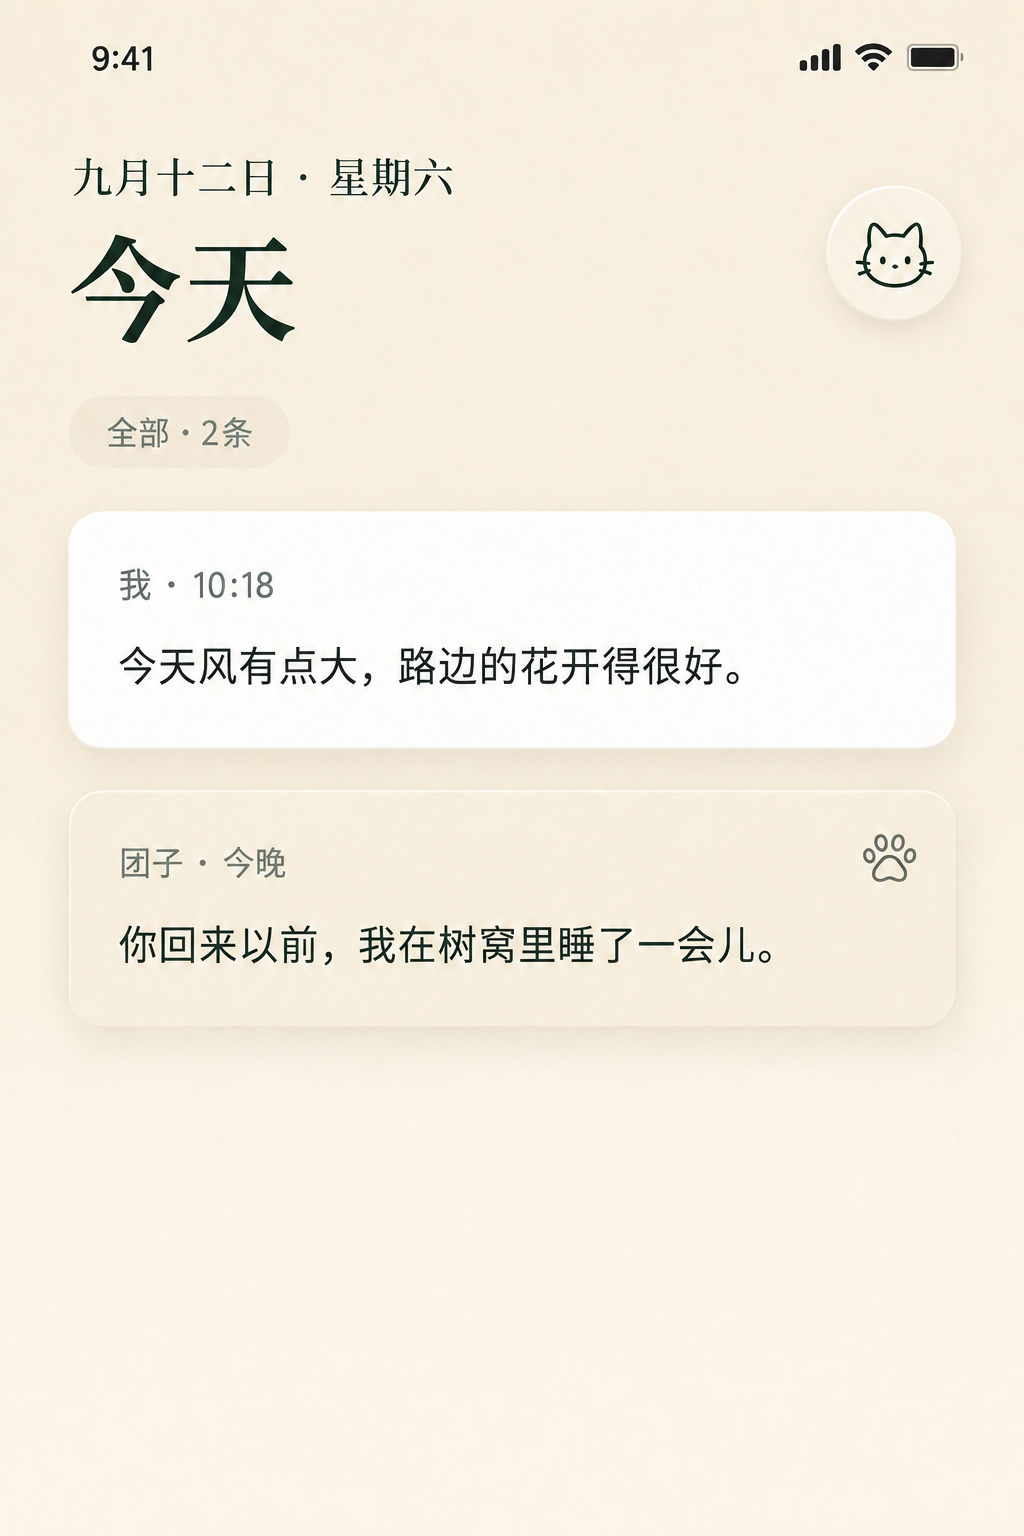 9:41
九月十二日 · 星期六
今天
全部 · 2条
我 · 10:18
今天风有点大，路边的花开得很好。
团子 · 今晚
你回来以前，我在树窝里睡了一会儿。